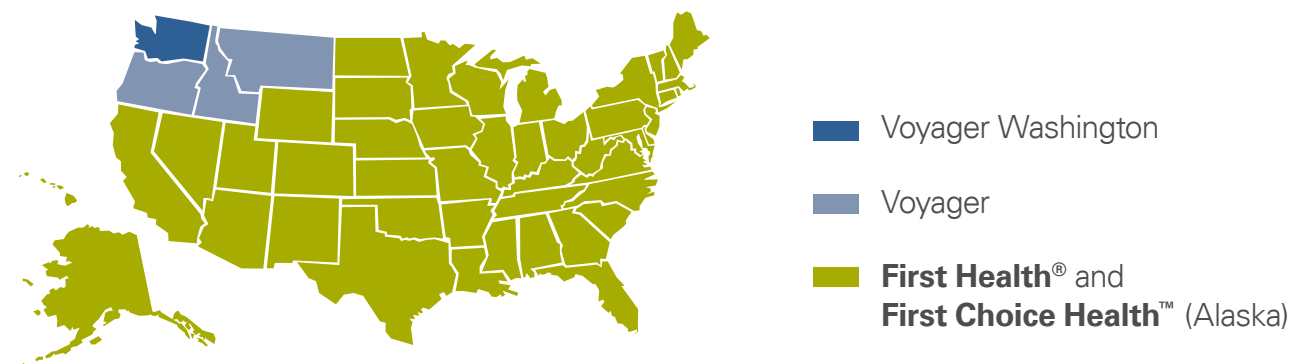 Voyager Washington
Voyager
First Health® and
First Choice Health™ (Alaska)